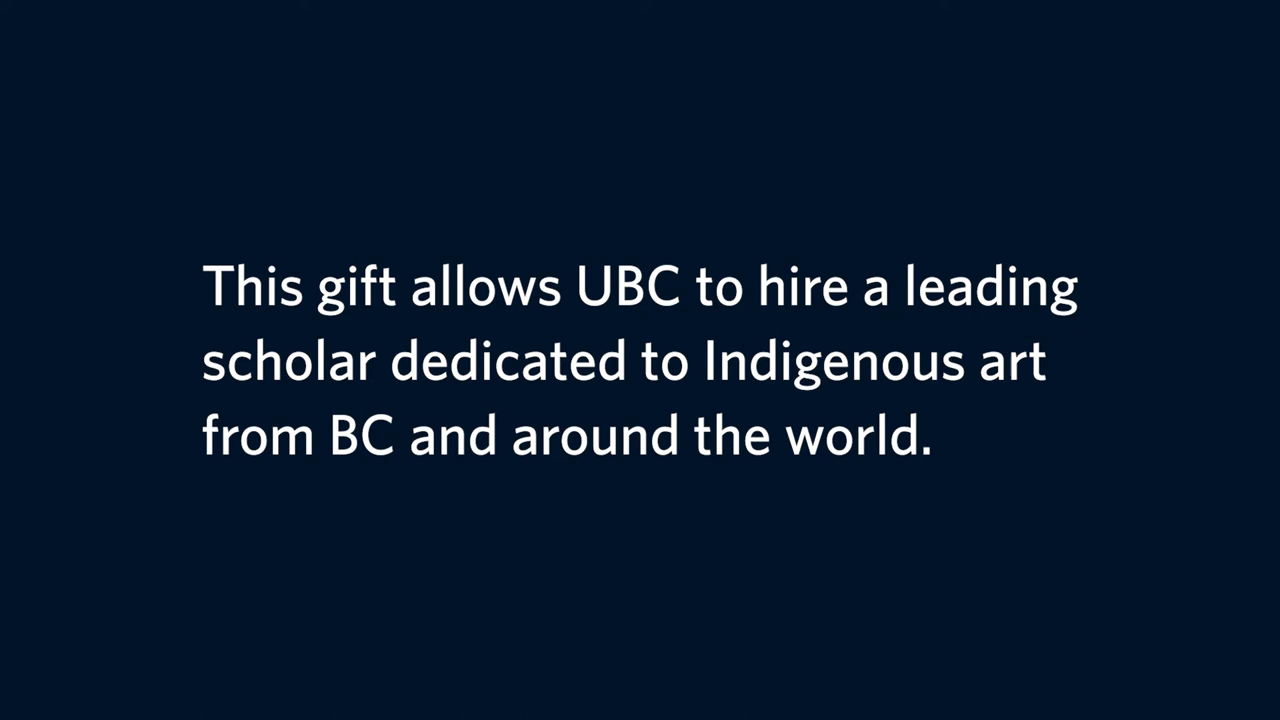 This gift allows UBC to hire a leading
scholar dedicated to Indigenous art
from BC and around the world.